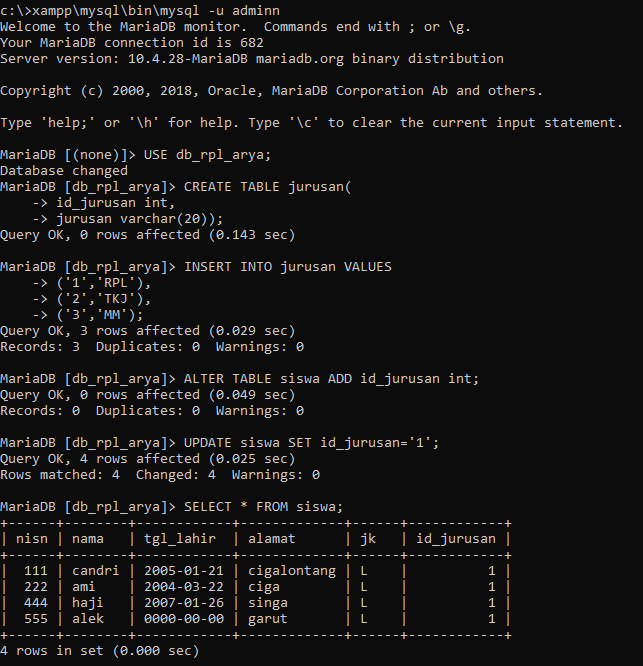 c:\>xampp\mysql\bin\mysql -u adminn
Welcome to the MariaDB monitor.  Commands end with ; or \g.
Your MariaDB connection id is 682
Server version: 10.4.28-MariaDB mariadb.org binary distribution

Copyright (c) 2000, 2018, Oracle, MariaDB Corporation Ab and others.

Type 'help;' or '\h' for help. Type '\c' to clear the current input statement.

MariaDB [(none)]> USE db_rpl_arya;
Database changed
MariaDB [db_rpl_arya]> CREATE TABLE jurusan(
    -> id_jurusan int,
    -> jurusan varchar(20));
Query OK, 0 rows affected (0.143 sec)

MariaDB [db_rpl_arya]> INSERT INTO jurusan VALUES
    -> ('1','RPL'),
    -> ('2','TKJ'),
    -> ('3','MM');
Query OK, 3 rows affected (0.029 sec)
Records: 3  Duplicates: 0  Warnings: 0

MariaDB [db_rpl_arya]> ALTER TABLE siswa ADD id_jurusan int;
Query OK, 0 rows affected (0.049 sec)
Records: 0  Duplicates: 0  Warnings: 0

MariaDB [db_rpl_arya]> UPDATE siswa SET id_jurusan='1';
Query OK, 4 rows affected (0.025 sec)
Rows matched: 4  Changed: 4  Warnings: 0

MariaDB [db_rpl_arya]> SELECT * FROM siswa;
+------+--------+------------+-------------+------+------------+
| nisn | nama   | tgl_lahir  | alamat      | jk   | id_jurusan |
+------+--------+------------+-------------+------+------------+
|  111 | candri | 2005-01-21 | cigalontang | L    |          1 |
|  222 | ami    | 2004-03-22 | ciga        | L    |          1 |
|  444 | haji   | 2007-01-26 | singa       | L    |          1 |
|  555 | alek   | 0000-00-00 | garut       | L    |          1 |
+------+--------+------------+-------------+------+------------+
4 rows in set (0.000 sec)